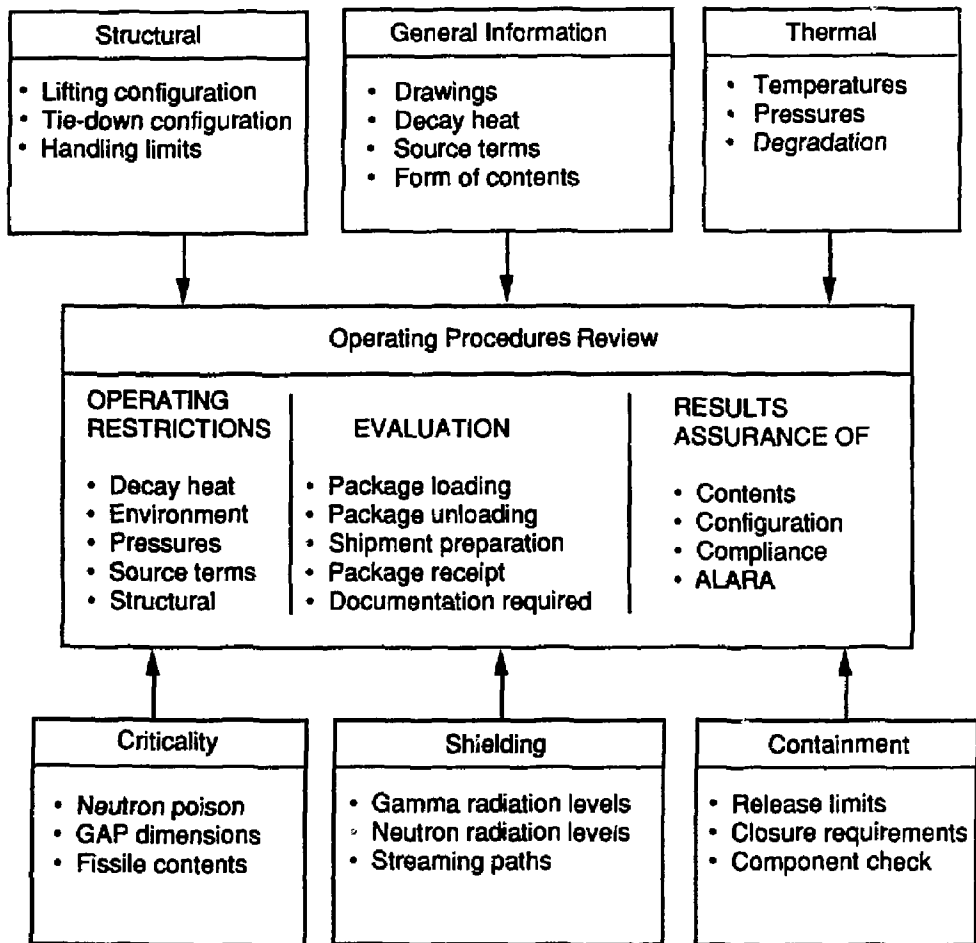 Structural
• Lifting configuration
• Tie-down configuration
• Handling limits
General Information
• Drawings
• Decay heat
• Source terms
• Form of contents
Thermal
• Temperatures
• Pressures
• Degradation
Operating Procedures Review
OPERATING
RESTRICTIONS
• Decay heat
• Environment
• Pressures
• Source terms
• Structural
EVALUATION
• Package loading
• Package unloading
• Shipment preparation
• Package receipt
• Documentation required
RESULTS
ASSURANCE OF
• Contents
• Configuration
• Compliance
• ALARA
Criticality
• Neutron poison
• GAP dimensions
• Fissile contents
Shielding
• Gamma radiation levels
• Neutron radiation levels
• Streaming paths
Containment
• Release limits
• Closure requirements
• Component check